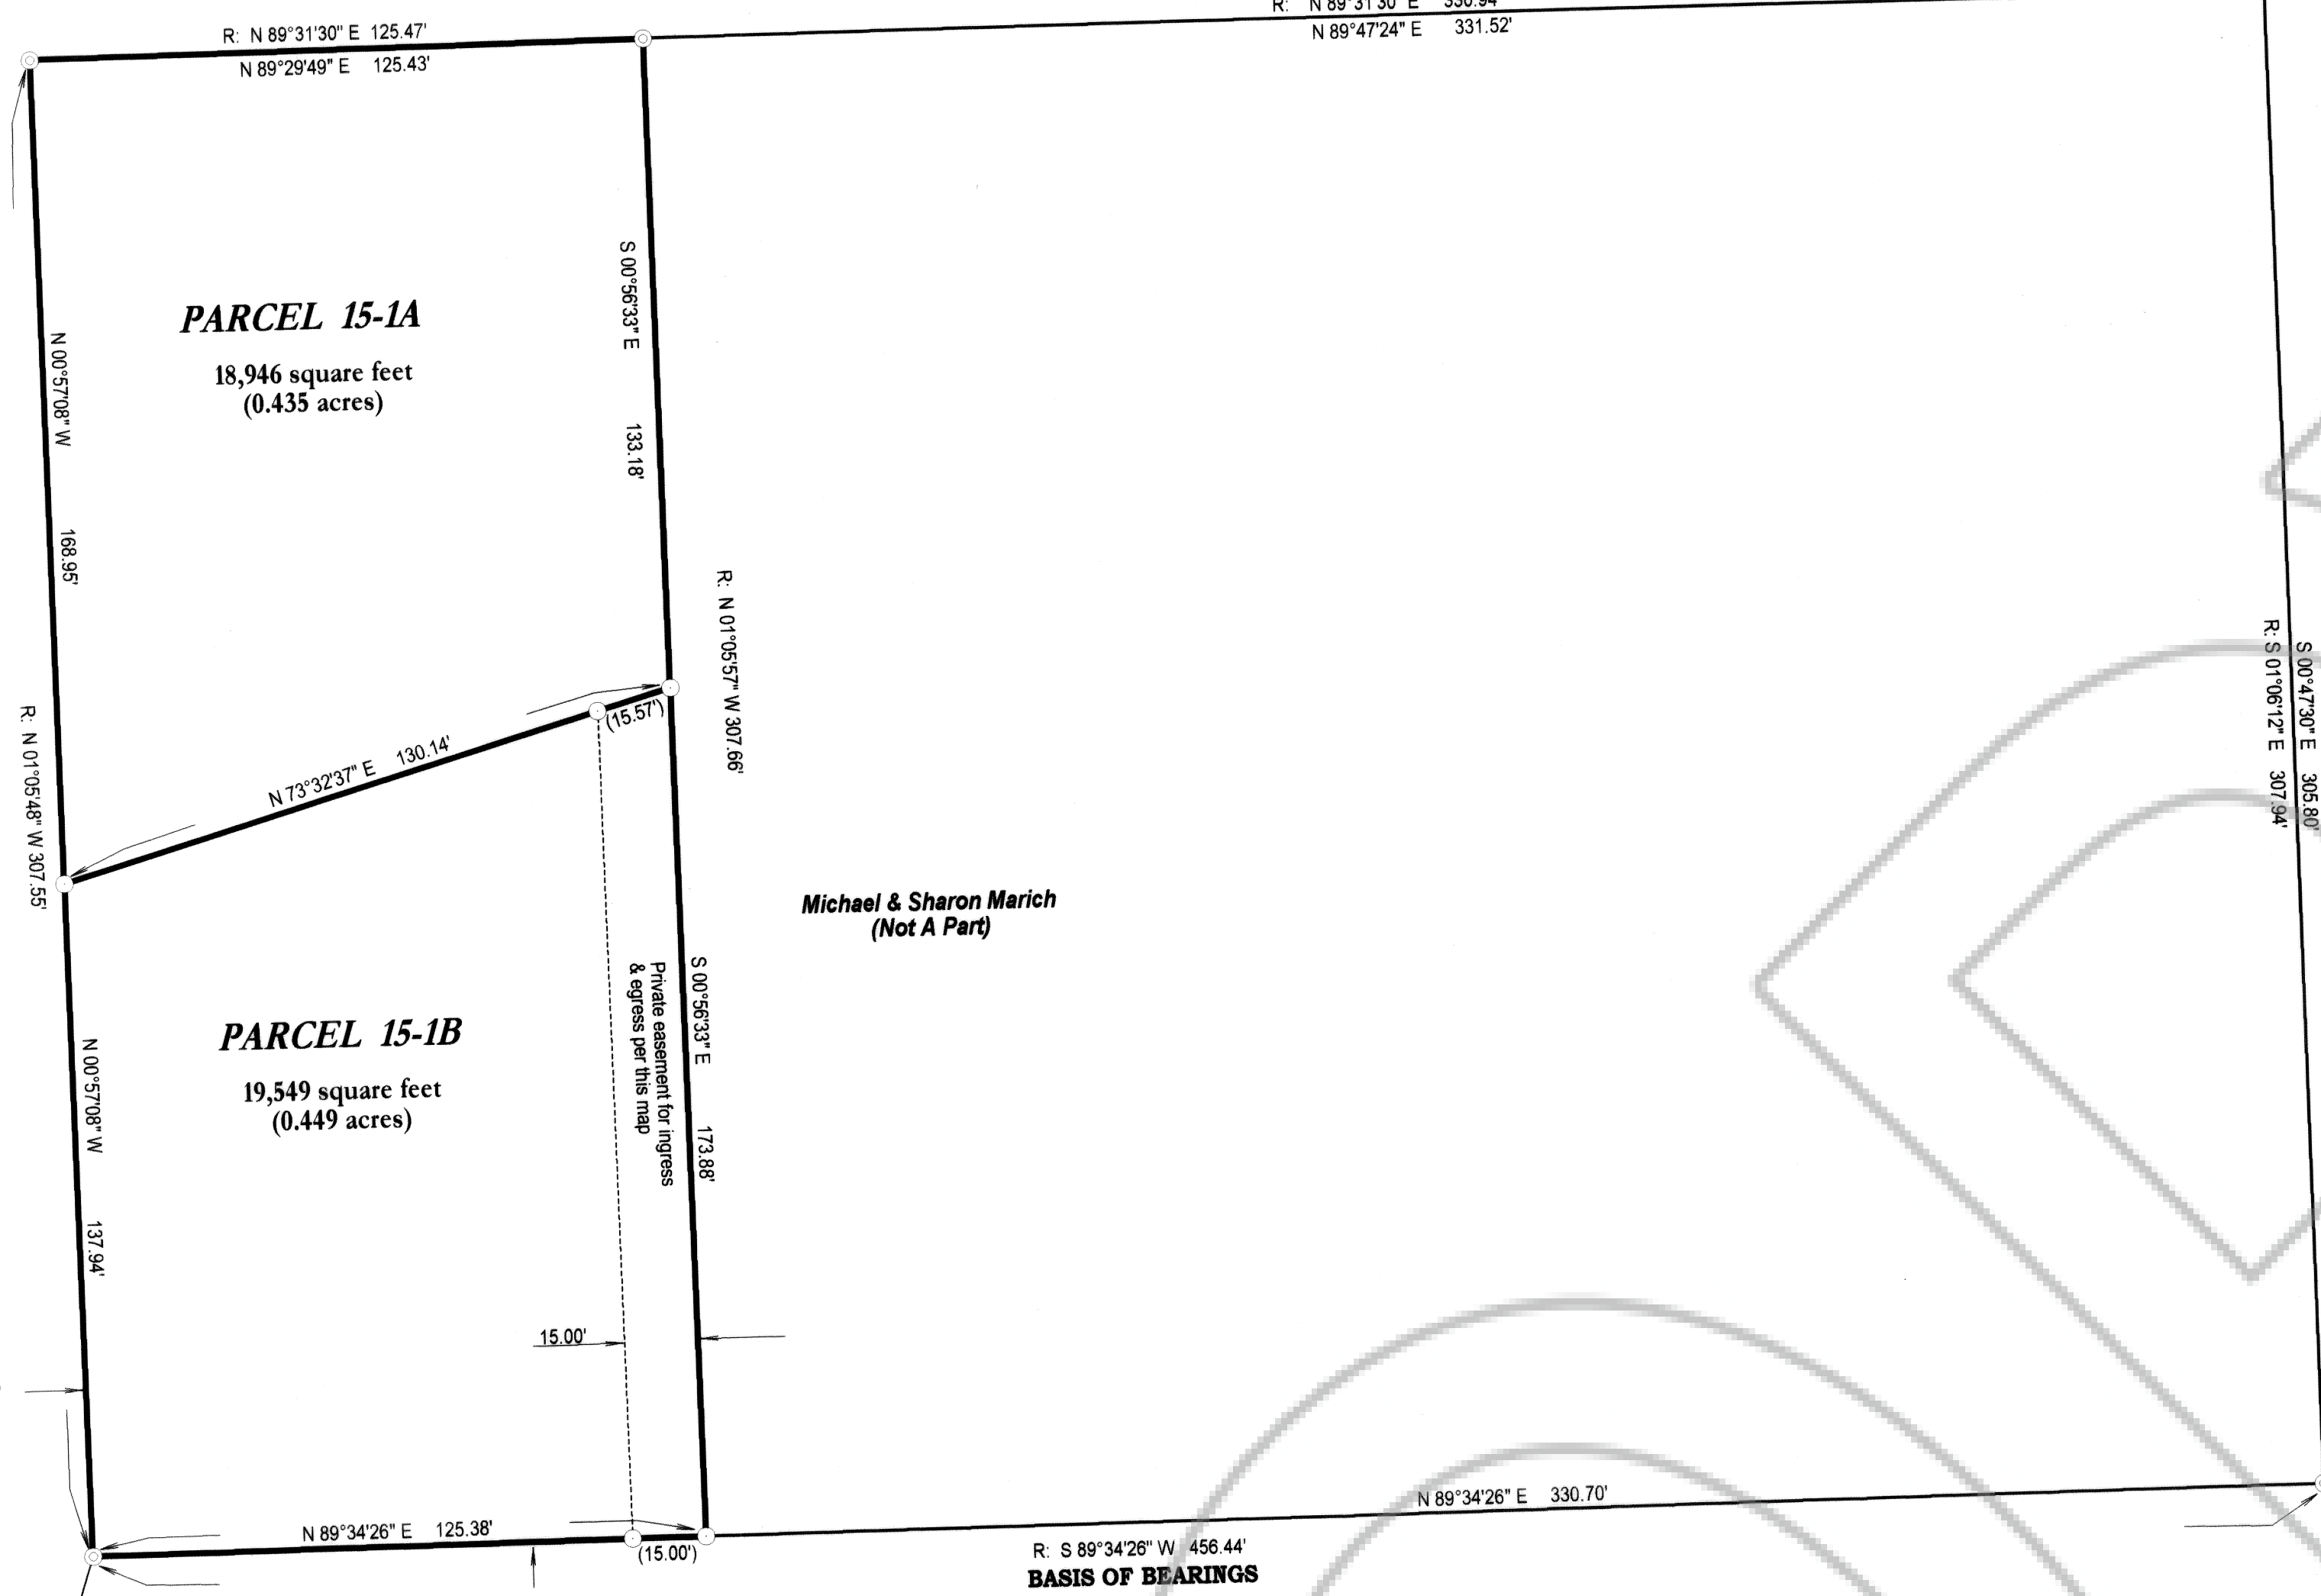 R: N 89°31'30" E 330.94'
R: N 89°31'30" E 125.47'
N 89°29'49" E 125.43'
N 89°47'24" E 331.52'
PARCEL 15-1A
18,946 square feet
(0.435 acres)
N 00°57'08" W 168.95'
S 00°56'33" E 133.18'
R: N 01°05'57" W 307.66'
R: S 01°06'12" E 307.94'
S 00°47'30" E 305.80'
R: N 01°05'48" W 307.55'
N 73°32'37" E 130.14'
(15.57')
Michael & Sharon Marich
(Not A Part)
PARCEL 15-1B
19,549 square feet
(0.449 acres)
N 00°57'08" W 137.94'
Private easement for ingress
& egress per this map
S 00°56'33" E 173.88'
15.00'
N 89°34'26" E 125.38'
(15.00')
N 89°34'26" E 330.70'
R: S 89°34'26" W 456.44'
BASIS OF BEARINGS